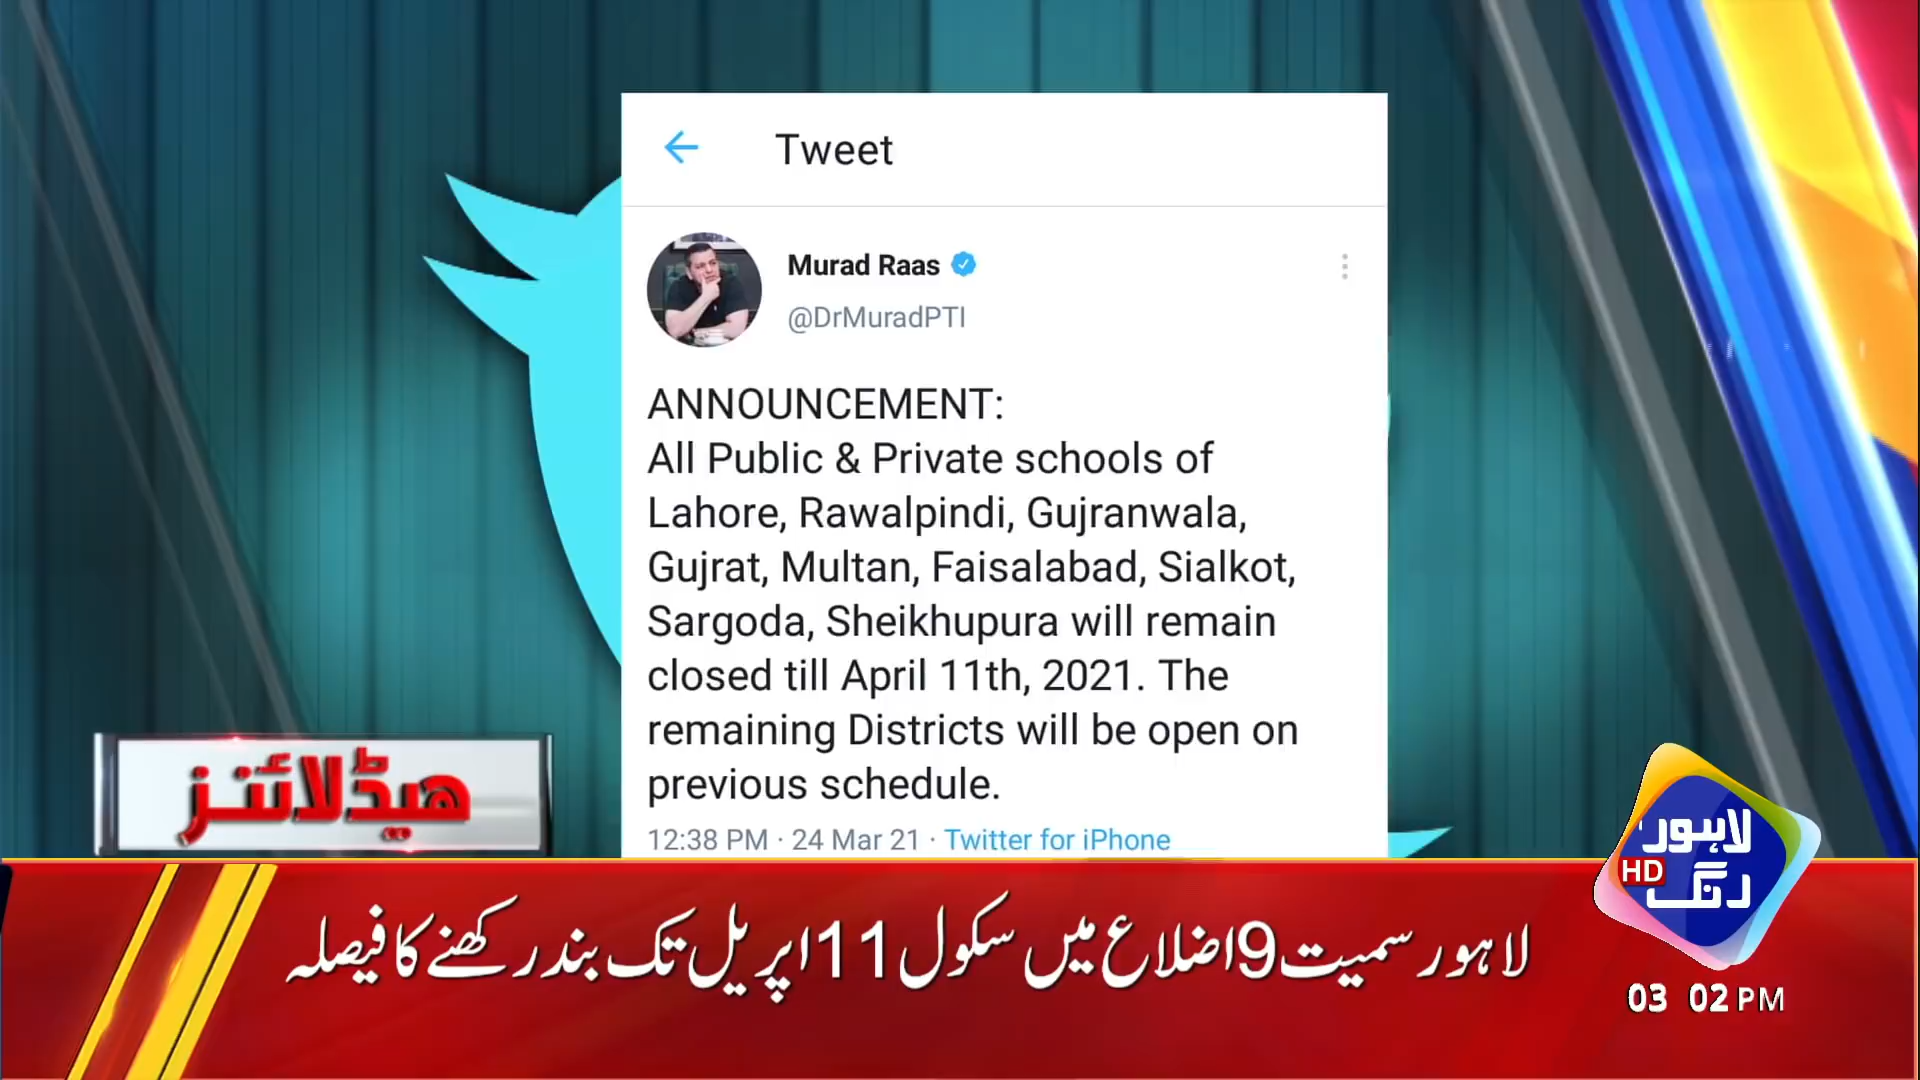 Tweet
Murad Raas
@DrMuradPTI
ANNOUNCEMENT:
All Public & Private schools of
Lahore, Rawalpindi, Gujranwala,
Gujrat, Multan, Faisalabad, Sialkot,
Sargoda, Sheikhupura will remain
closed till April 11th, 2021. The
remaining Districts will be open on
previous schedule.
12:38 PM · 24 Mar 21 · Twitter for iPhone
ہیڈلائنز
لاہور سمیت 9 اضلاع میں سکول 11 اپریل تک بند رکھنے کا فیصلہ
لاہور
رنگ
HD
03 02 PM